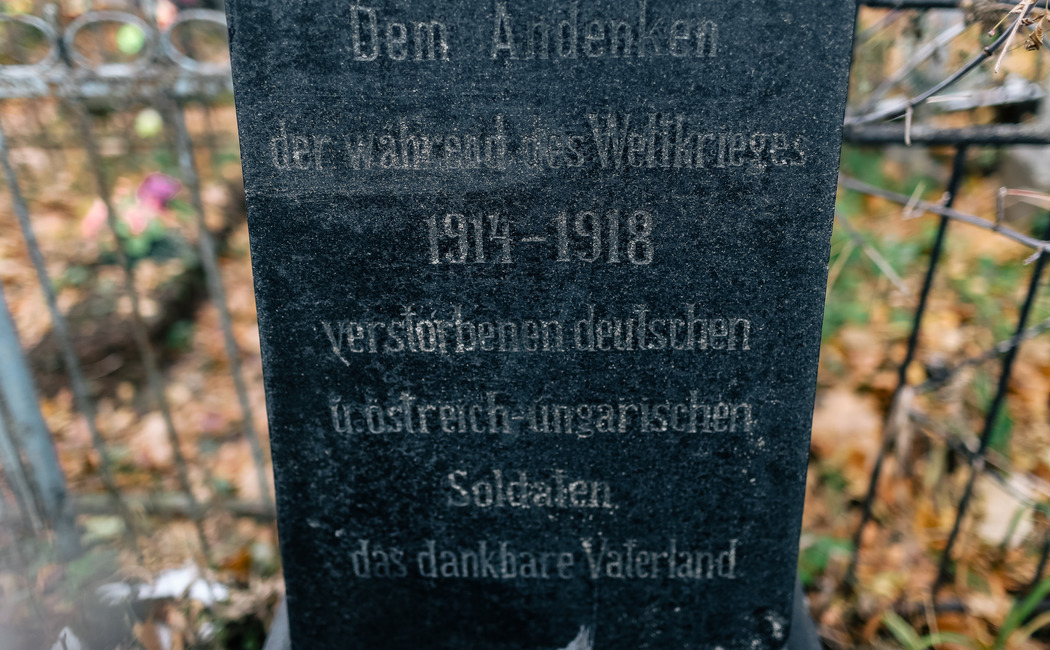 Dem Andenken
der während des Weltkrieges
1914–1918
verstorbenen deutschen
u. östreich-ungarischen
Soldaten
das dankbare Vaterland